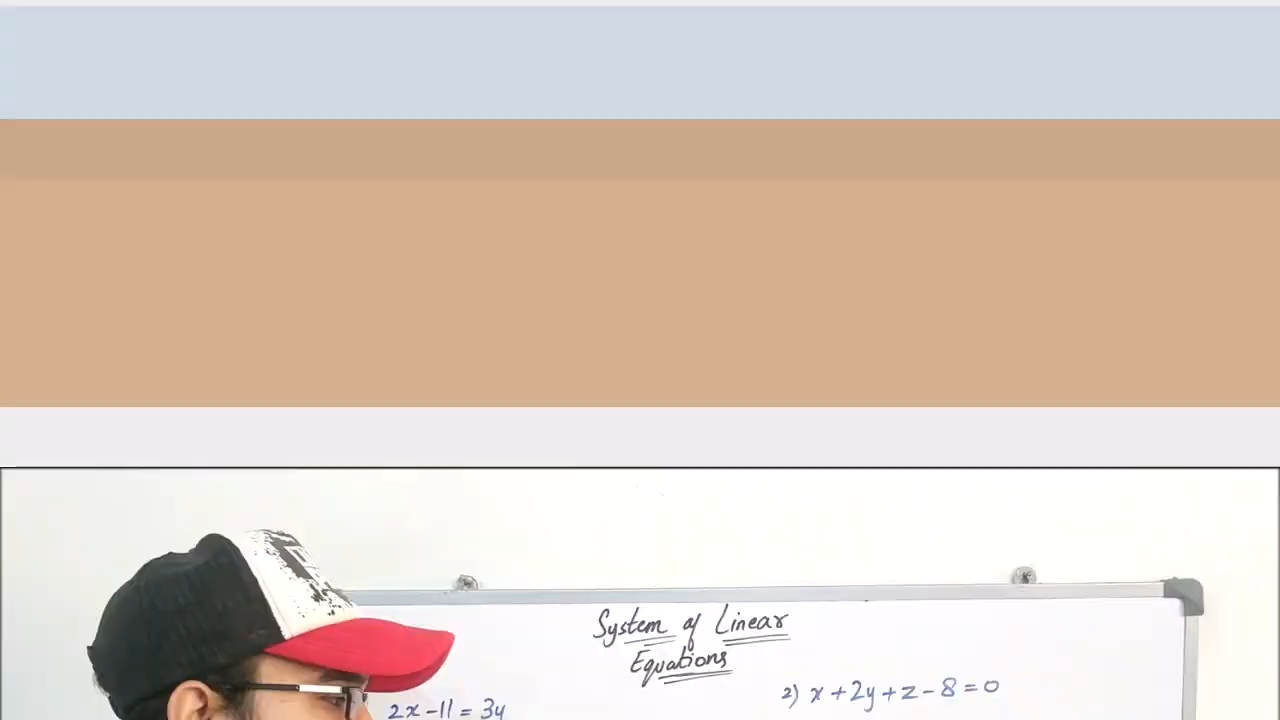 System of Linear
Equations
2x - 11 = 3y
2) x + 2y + z - 8 = 0